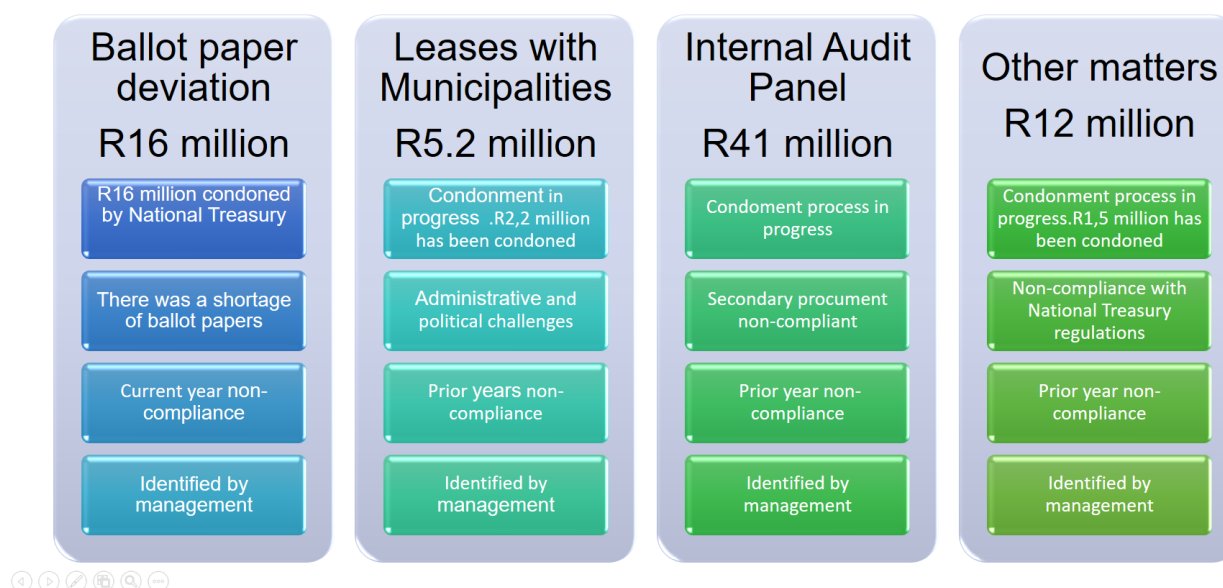 Ballot paper
deviation
R16 million
R16 million condoned
by National Treasury
There was a shortage
of ballot papers
Current year non-
compliance
Identified by
management
Leases with
Municipalities
R5.2 million
Condonment in
progress .R2,2 million
has been condoned
Administrative and
political challenges
Prior years non-
compliance
Identified by
management
Internal Audit
Panel
R41 million
Condoment process in
progress
Secondary procument
non-compliant
Prior year non-
compliance
Identified by
management
Other matters
R12 million
Condonment process in
progress.R1,5 million has
been condoned
Non-compliance with
National Treasury
regulations
Prior year non-
compliance
Identified by
management